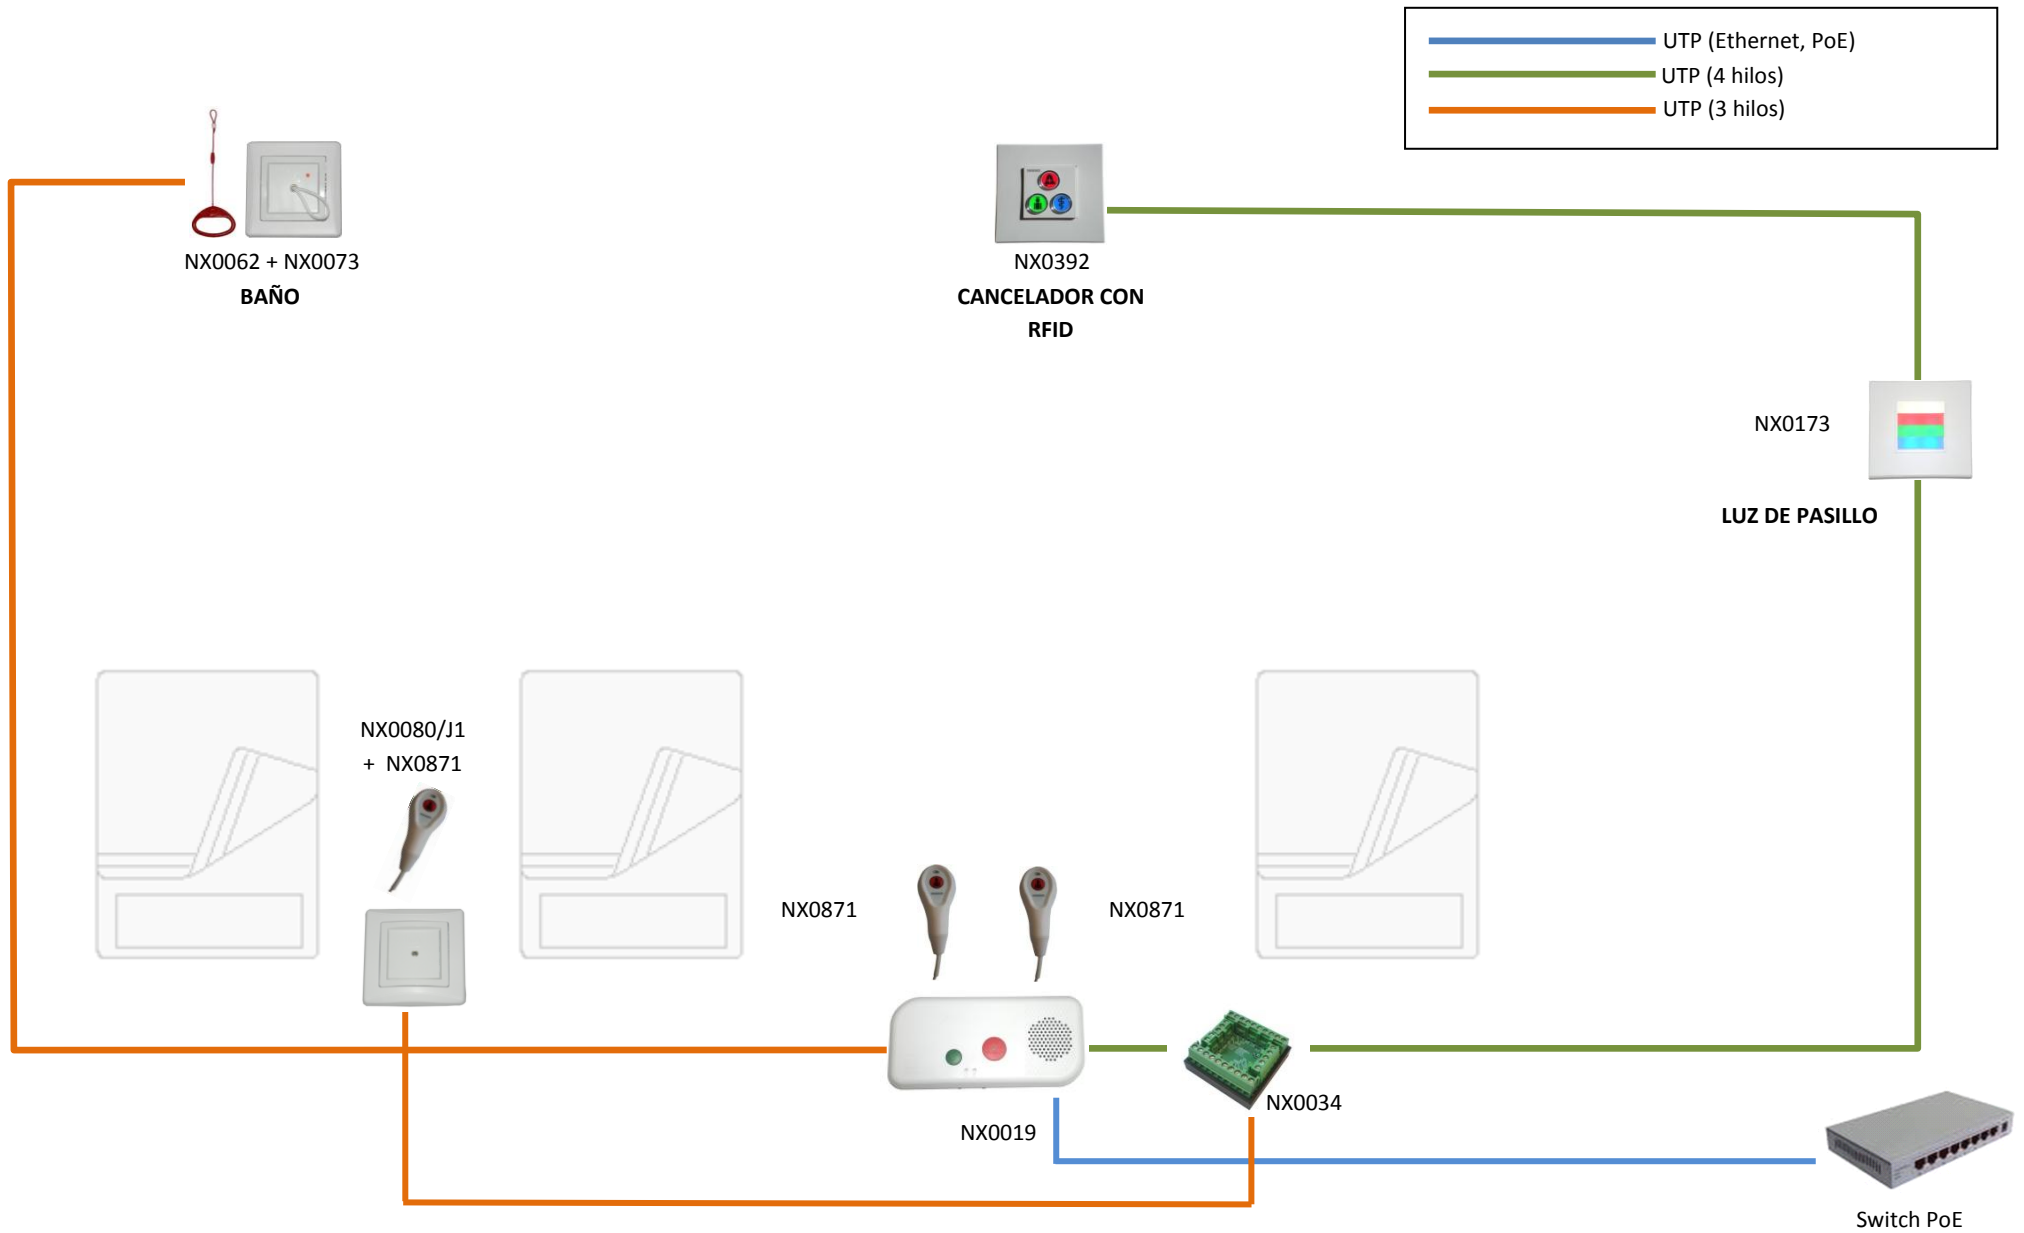 UTP (Ethernet, PoE)
UTP (4 hilos)
UTP (3 hilos)
NX0062 + NX0073
BAÑO
NX0392
CANCELADOR CON
RFID
NX0173
LUZ DE PASILLO
NX0080/J1
+ NX0871
NX0871
NX0871
NX0034
NX0019
Switch PoE